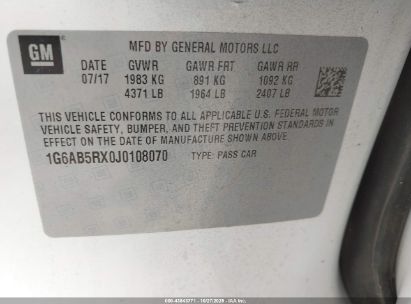 GM
MFD BY GENERAL MOTORS LLC
DATE GVWR GAWR FRT GAWR RR
07/17 1983 KG 891 KG 1092 KG
4371 LB 1964 LB 2407 LB
THIS VEHICLE CONFORMS TO ALL APPLICABLE U.S. FEDERAL MOTOR
VEHICLE SAFETY, BUMPER, AND THEFT PREVENTION STANDARDS IN
EFFECT ON THE DATE OF MANUFACTURE SHOWN ABOVE.
1G6AB5RX0J0108070 TYPE: PASS CAR